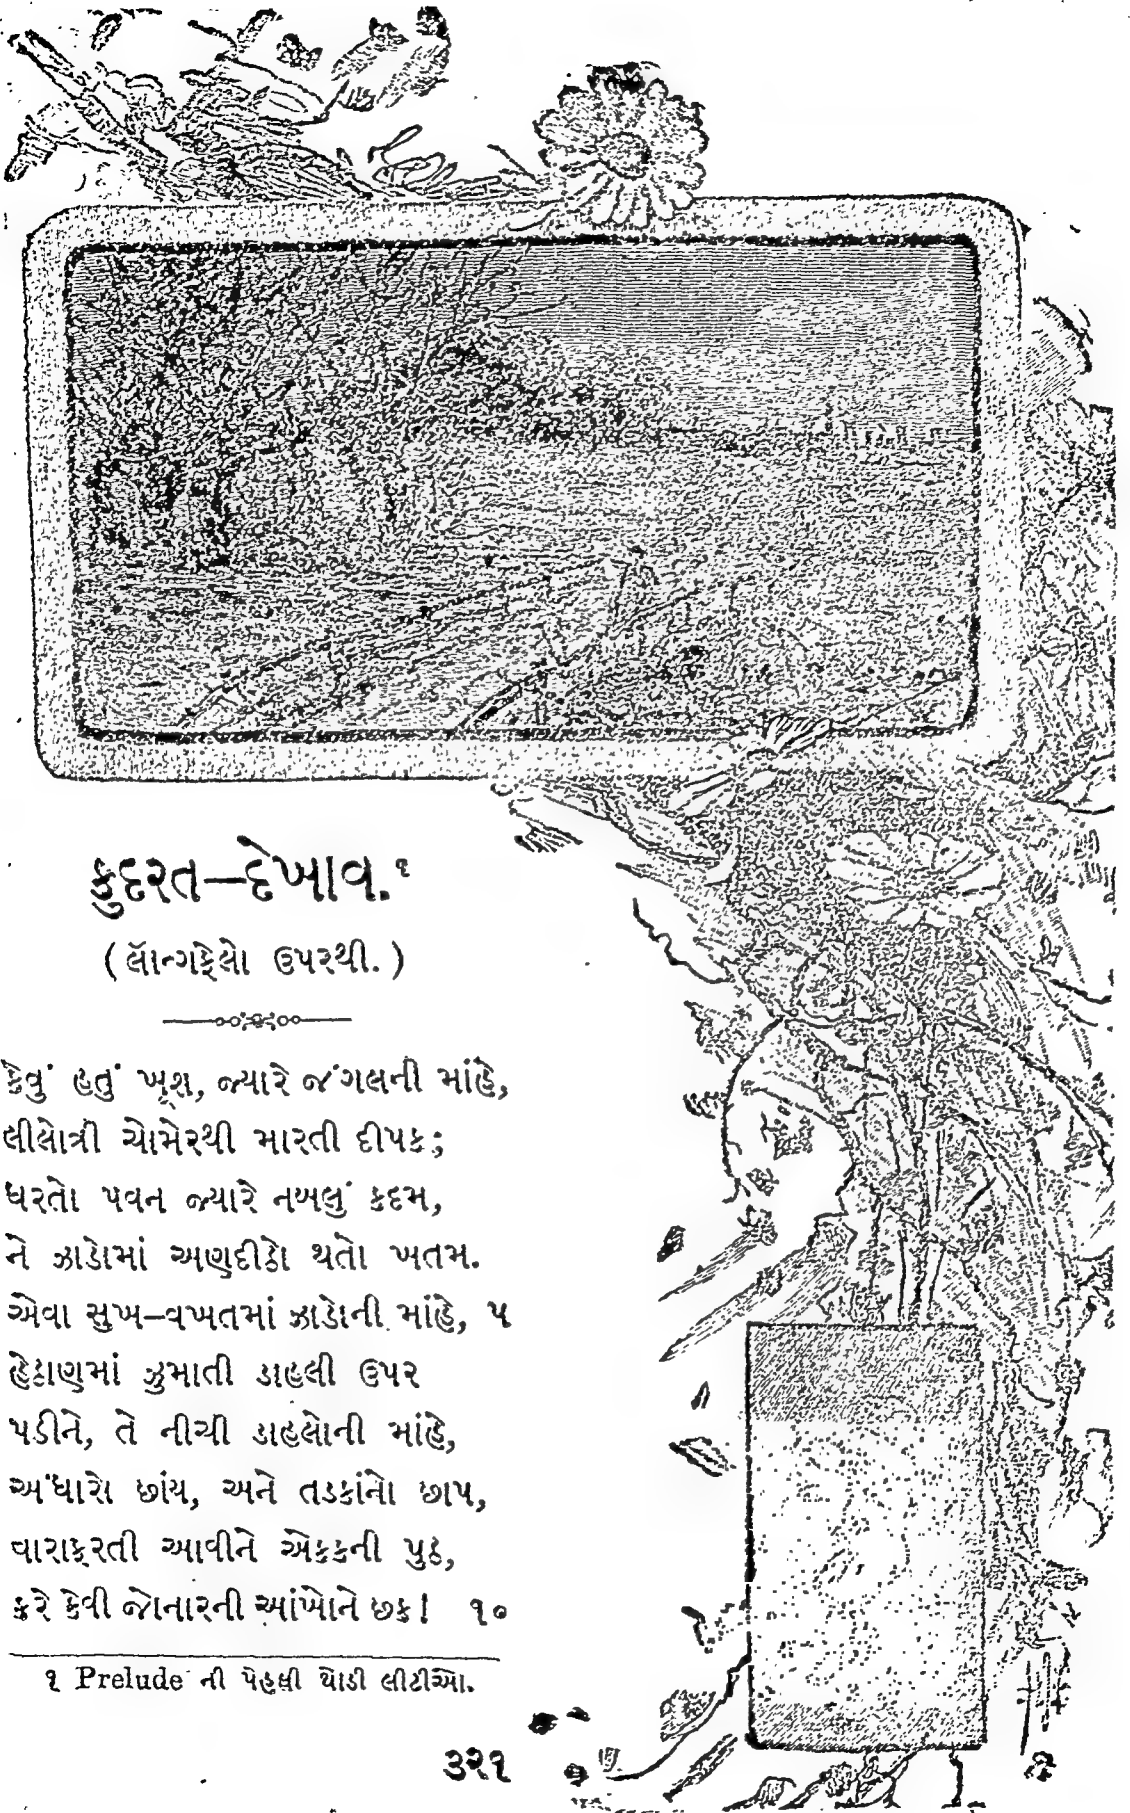 કુદરત–દેખાવ.૧
(લૉન્ગફેલો ઉપરથી.)
કેવું હતું ખૂશ, જ્યારે જંગલની માંહે,
લીલોત્રી ચોમેરથી મારતી દીપક;
ધરતો પવન જ્યારે નબલું કદમ,
ને ઝાડોમાં અણદીઠો થતો ખતમ.
એવા સુખ–વખતમાં ઝાડોની માંહે, ૫
હેઠાણમાં ઝુમાતી ડાહલી ઉપર
પડીને, તે નીચી ડાહલોની માંહે,
અંધારો છાંય, અને તડકાંનો છાપ,
વારાફરતી આવીને એકકની પુઠે,
કરે કેવી જોનારની આંખોને છક! ૧૦
૧ Prelude ની પેહલી થોડી લીટીઓ.
૩૨૧